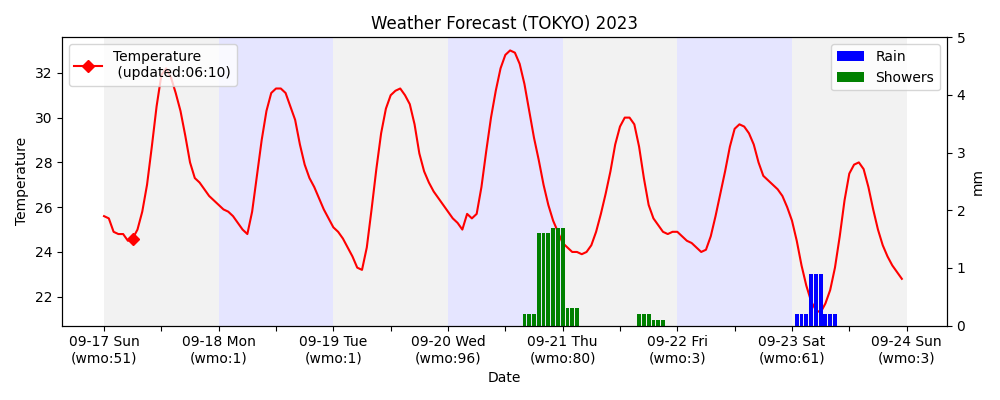 Weather Forecast (TOKYO) 2023
Temperature
(updated:06:10)
Rain
Showers
Temperature
32
30
28
26
24
22
5
4
3
2
1
0
mm
09-17 Sun
(wmo:51)
09-18 Mon
(wmo:1)
09-19 Tue
(wmo:1)
09-20 Wed
(wmo:96)
09-21 Thu
(wmo:80)
09-22 Fri
(wmo:3)
09-23 Sat
(wmo:61)
09-24 Sun
(wmo:3)
Date